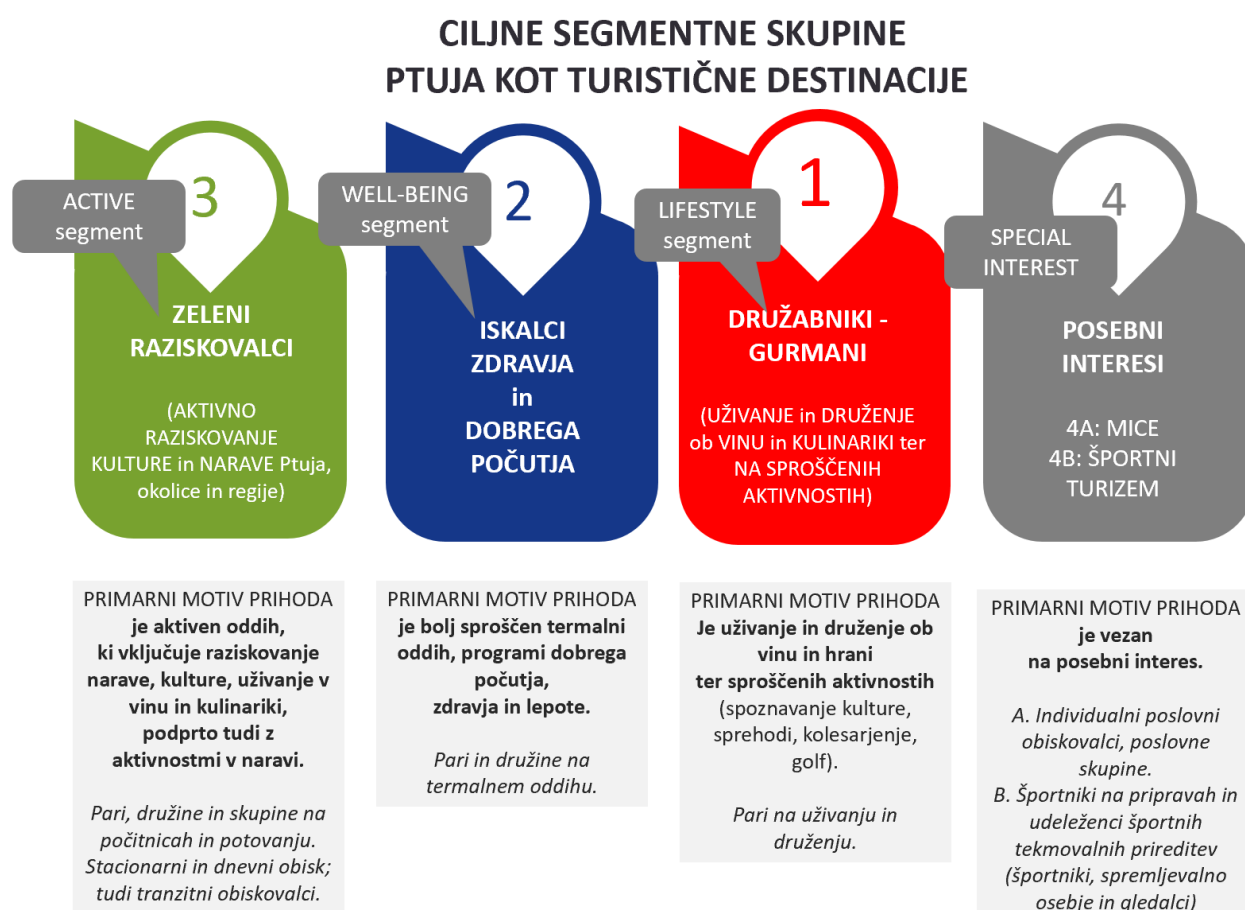 CILJNE SEGMENTNE SKUPINE
PTUJA KOT TURISTIČNE DESTINACIJE
3
ACTIVE
segment
ZELENI
RAZISKOVALCI
(AKTIVNO
RAZISKOVANJE
KULTURE in NARAVE Ptuja,
okolice in regije)
PRIMARNI MOTIV PRIHODA
je aktiven oddih,
ki vključuje raziskovanje
narave, kulture, uživanje v
vinu in kulinariki,
podprto tudi z
aktivnostmi v naravi.
Pari, družine in skupine na
počitnicah in potovanju.
Stacionarni in dnevni obisk;
tudi tranzitni obiskovalci.
2
WELL-BEING
segment
ISKALCI
ZDRAVJA
in
DOBREGA
POČUTJA
PRIMARNI MOTIV PRIHODA
je bolj sproščen termalni
oddih, programi dobrega
počutja,
zdravja in lepote.
Pari in družine na
termalnem oddihu.
1
LIFESTYLE
segment
DRUŽABNIKI -
GURMANI
(UŽIVANJE in DRUŽENJE
ob VINU in KULINARIKI ter
NA SPROŠČENIH
AKTIVNOSTIH)
PRIMARNI MOTIV PRIHODA
Je uživanje in druženje ob
vinu in hrani
ter sproščenih aktivnostih
(spoznavanje kulture,
sprehodi, kolesarjenje,
golf).
Pari na uživanju in
druženju.
4
SPECIAL
INTEREST
POSEBNI
INTERESI
4A: MICE
4B: ŠPORTNI
TURIZEM
PRIMARNI MOTIV PRIHODA
je vezan
na posebni interes.
A. Individualni poslovni
obiskovalci, poslovne
skupine.
B. Športniki na pripravah in
udeleženci športnih
tekmovalnih prireditev
(športniki, spremljevalno
osebje in gledalci)